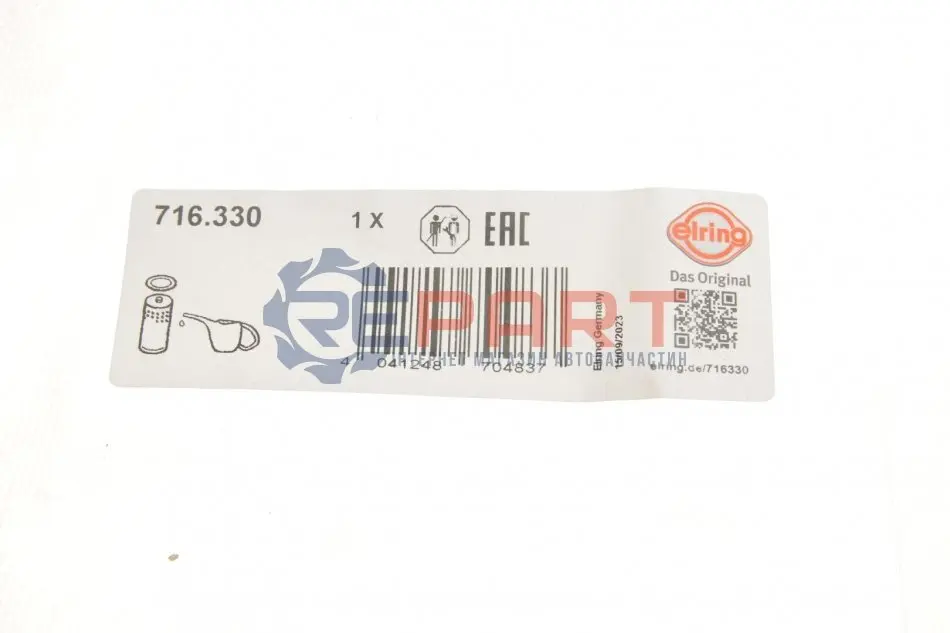 716.330
1 X
EAC
elring
Das Original
REPART
ІНТЕРНЕТ МАГАЗИН АВТОЗАПЧАСТИН
4 041248 704837
Elring Germany
15/09/2023
elring.de/716330